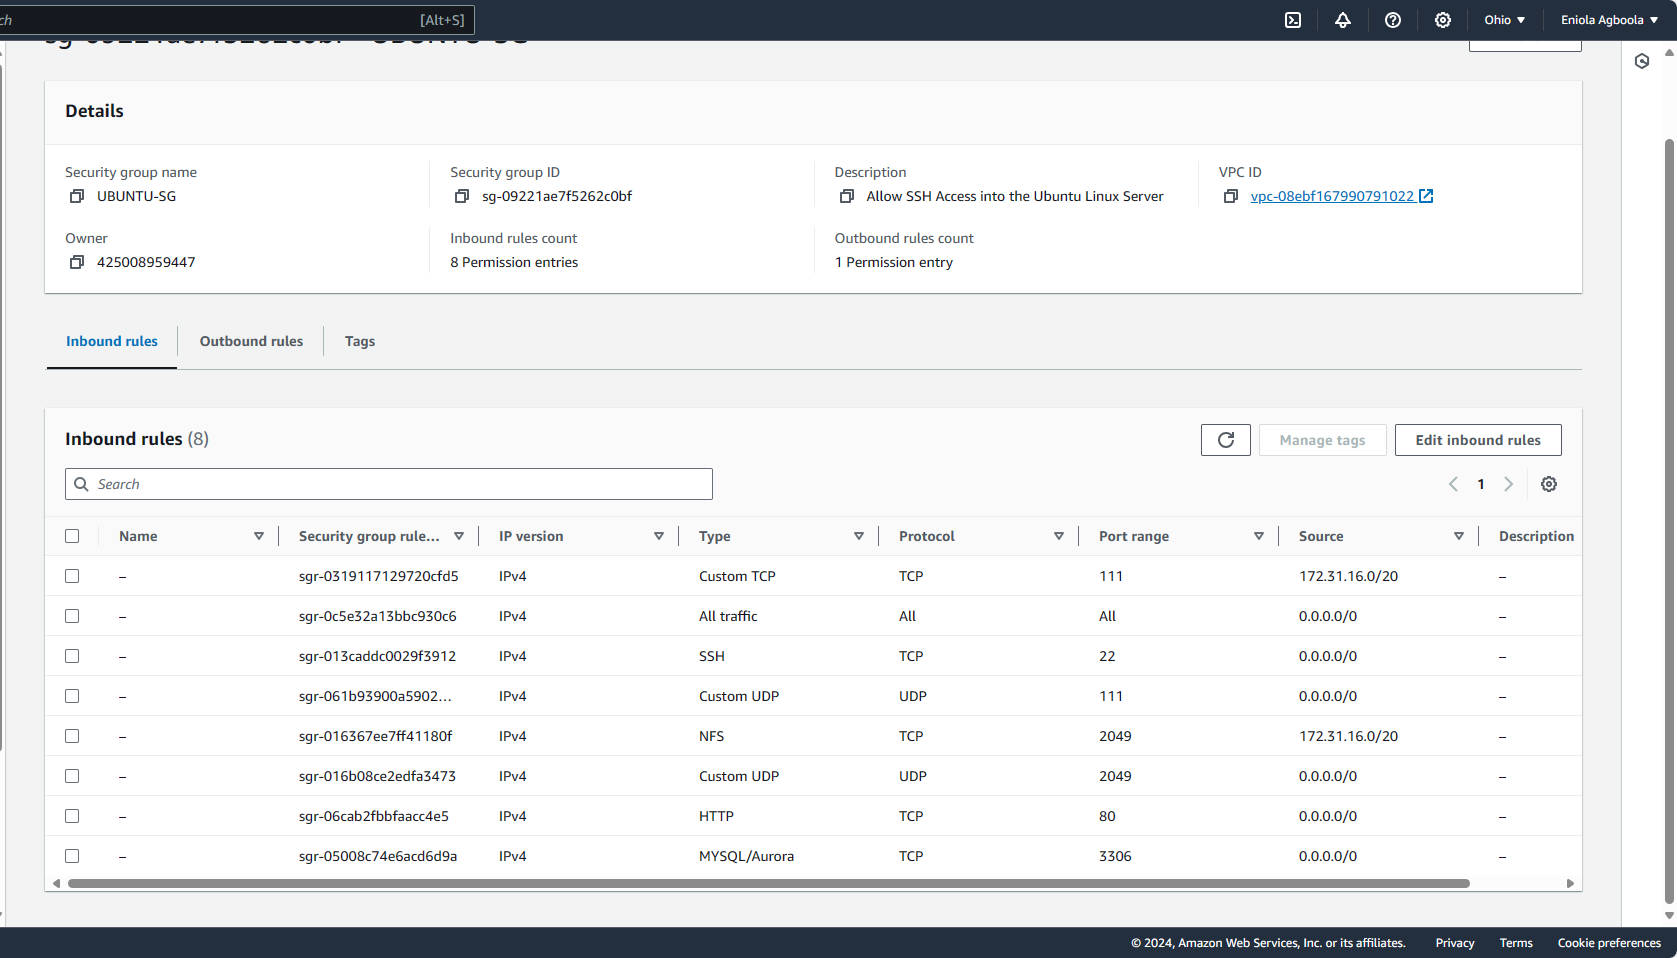 ch [Alt+S] Ohio ▼ Eniola Agboola ▼
Details
Security group name Security group ID Description VPC ID
UBUNTU-SG sg-09221ae7f5262c0bf Allow SSH Access into the Ubuntu Linux Server vpc-08ebf167990791022
Owner Inbound rules count Outbound rules count
425008959447 8 Permission entries 1 Permission entry
Inbound rules Outbound rules Tags
Inbound rules (8) Manage tags Edit inbound rules
Search 1
Name Security group rule... IP version Type Protocol Port range Source Description
– sgr-0319117129720cfd5 IPv4 Custom TCP TCP 111 172.31.16.0/20 –
– sgr-0c5e32a13bbc930c6 IPv4 All traffic All All 0.0.0.0/0 –
– sgr-013caddc0029f3912 IPv4 SSH TCP 22 0.0.0.0/0 –
– sgr-061b93900a5902... IPv4 Custom UDP UDP 111 0.0.0.0/0 –
– sgr-016367ee7ff41180f IPv4 NFS TCP 2049 172.31.16.0/20 –
– sgr-016b08ce2edfa3473 IPv4 Custom UDP UDP 2049 0.0.0.0/0 –
– sgr-06cab2fbbfaacc4e5 IPv4 HTTP TCP 80 0.0.0.0/0 –
– sgr-05008c74e6acd6d9a IPv4 MYSQL/Aurora TCP 3306 0.0.0.0/0 –
© 2024, Amazon Web Services, Inc. or its affiliates. Privacy Terms Cookie preferences